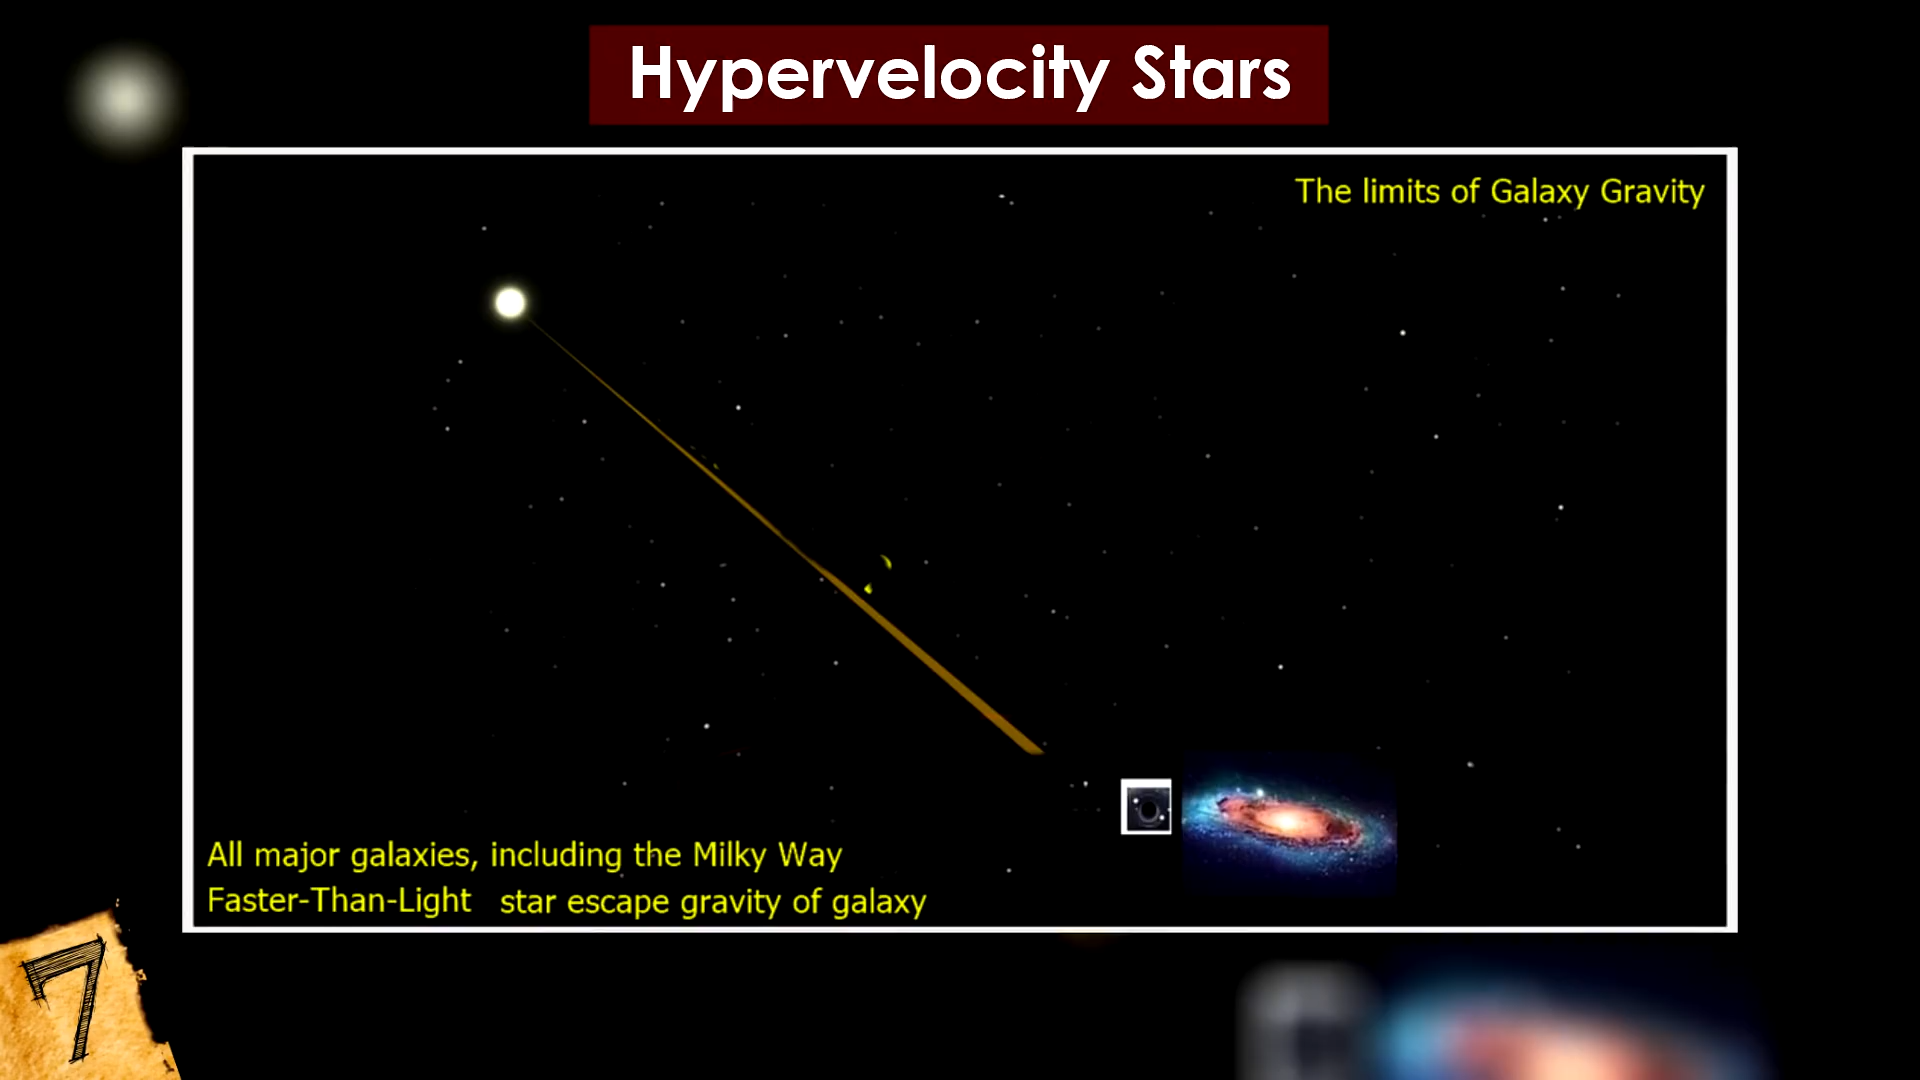 Hypervelocity Stars
The limits of Galaxy Gravity
All major galaxies, including the Milky Way
Faster-Than-Light star escape gravity of galaxy
7